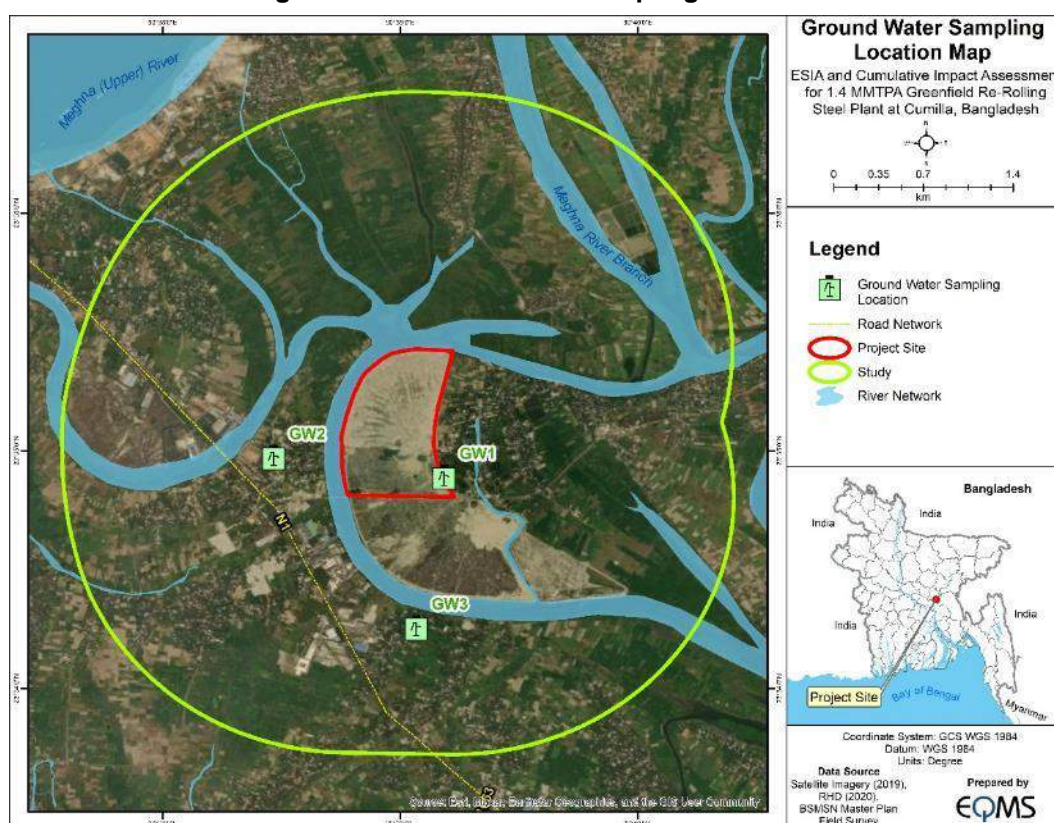 Ground Water Sampling
Location Map
ESIA and Cumulative Impact Assessmen
for 1.4 MMTPA Greenfield Re-Rolling
Steel Plant at Cumilla, Bangladesh
0 0.35 0.7 1.4
km
Legend
Ground Water Sampling
Location
Road Network
Project Site
Study
River Network
Meghna (Upper) River
Meghna River Branch
GW2
GW1
N1
GW3
Bangladesh
India
India
India
India
Project Site
Bay of Bengal
Myanmar
Coordinate System: GCS WGS 1984
Datum: WGS 1984
Units: Degree
Data Source
Satellite Imagery (2019),
RHD (2020),
BSMSN Master Plan
Field Survey
Prepared by
EQMS